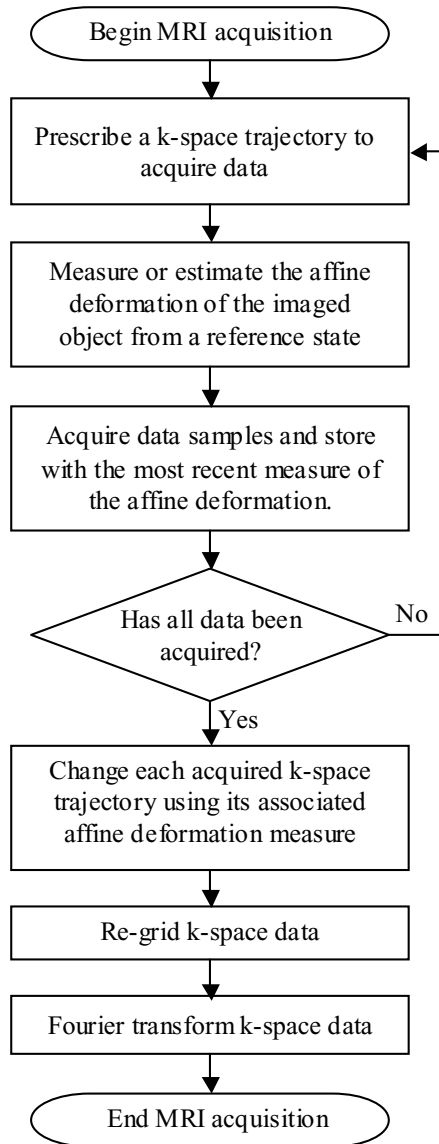 Begin MRI acquisition
Prescribe a k-space trajectory to
acquire data
Measure or estimate the affine
deformation of the imaged
object from a reference state
Acquire data samples and store
with the most recent measure of
the affine deformation.
Has all data been
acquired?
No
Yes
Change each acquired k-space
trajectory using its associated
affine deformation measure
Re-grid k-space data
Fourier transform k-space data
End MRI acquisition